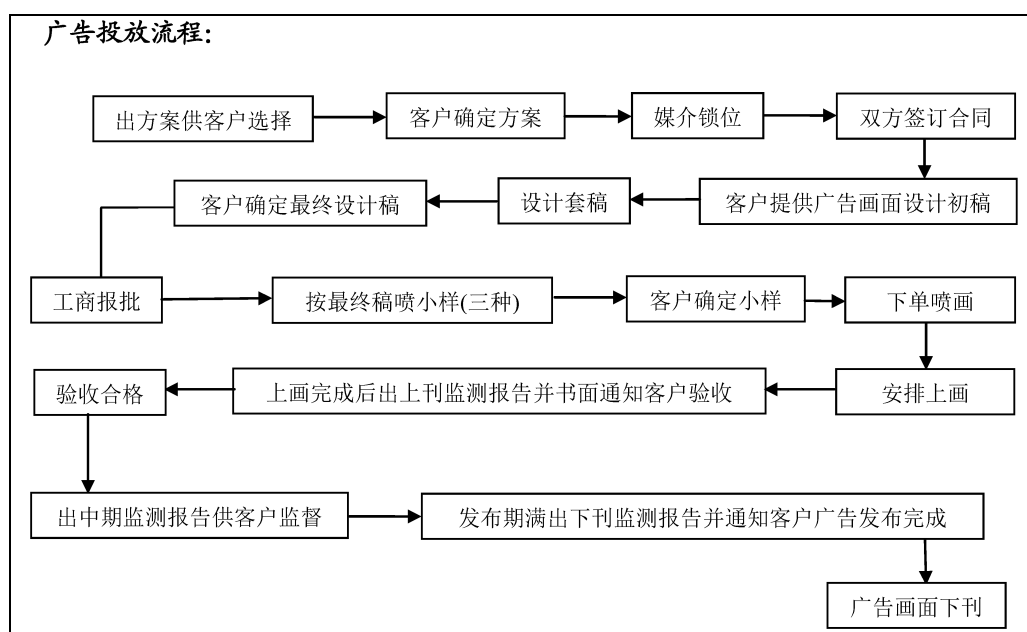 广告投放流程：
出方案供客户选择
客户确定方案
媒介锁位
双方签订合同
客户提供广告画面设计初稿
设计套稿
客户确定最终设计稿
工商报批
按最终稿喷小样(三种)
客户确定小样
下单喷画
安排上画
上画完成后出上刊监测报告并书面通知客户验收
验收合格
出中期监测报告供客户监督
发布期满出下刊监测报告并通知客户广告发布完成
广告画面下刊